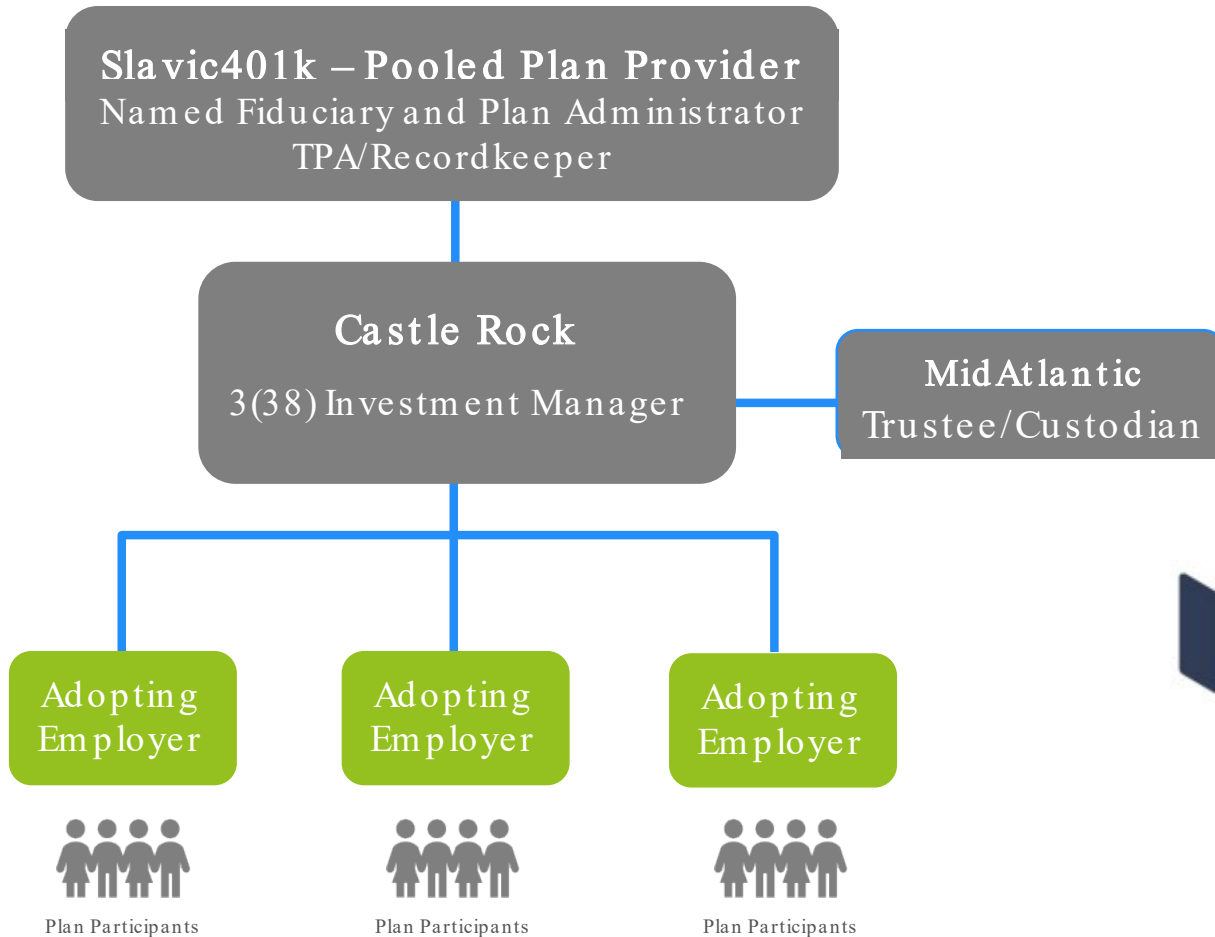 Slavic401k – Pooled Plan Provider
Named Fiduciary and Plan Administrator
TPA/Recordkeeper
Castle Rock
3(38) Investment Manager
MidAtlantic
Trustee/Custodian
Adopting
Employer
Adopting
Employer
Adopting
Employer
Plan Participants
Plan Participants
Plan Participants